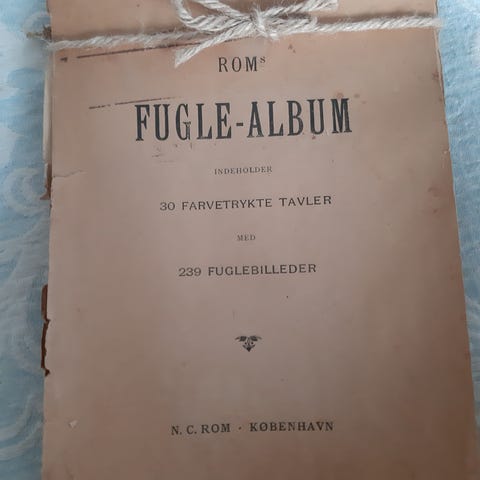 ROMs
FUGLE-ALBUM
INDEHOLDER
30 FARVETRYKTE TAVLER
MED
239 FUGLEBILLEDER
N. C. ROM · KØBENHAVN